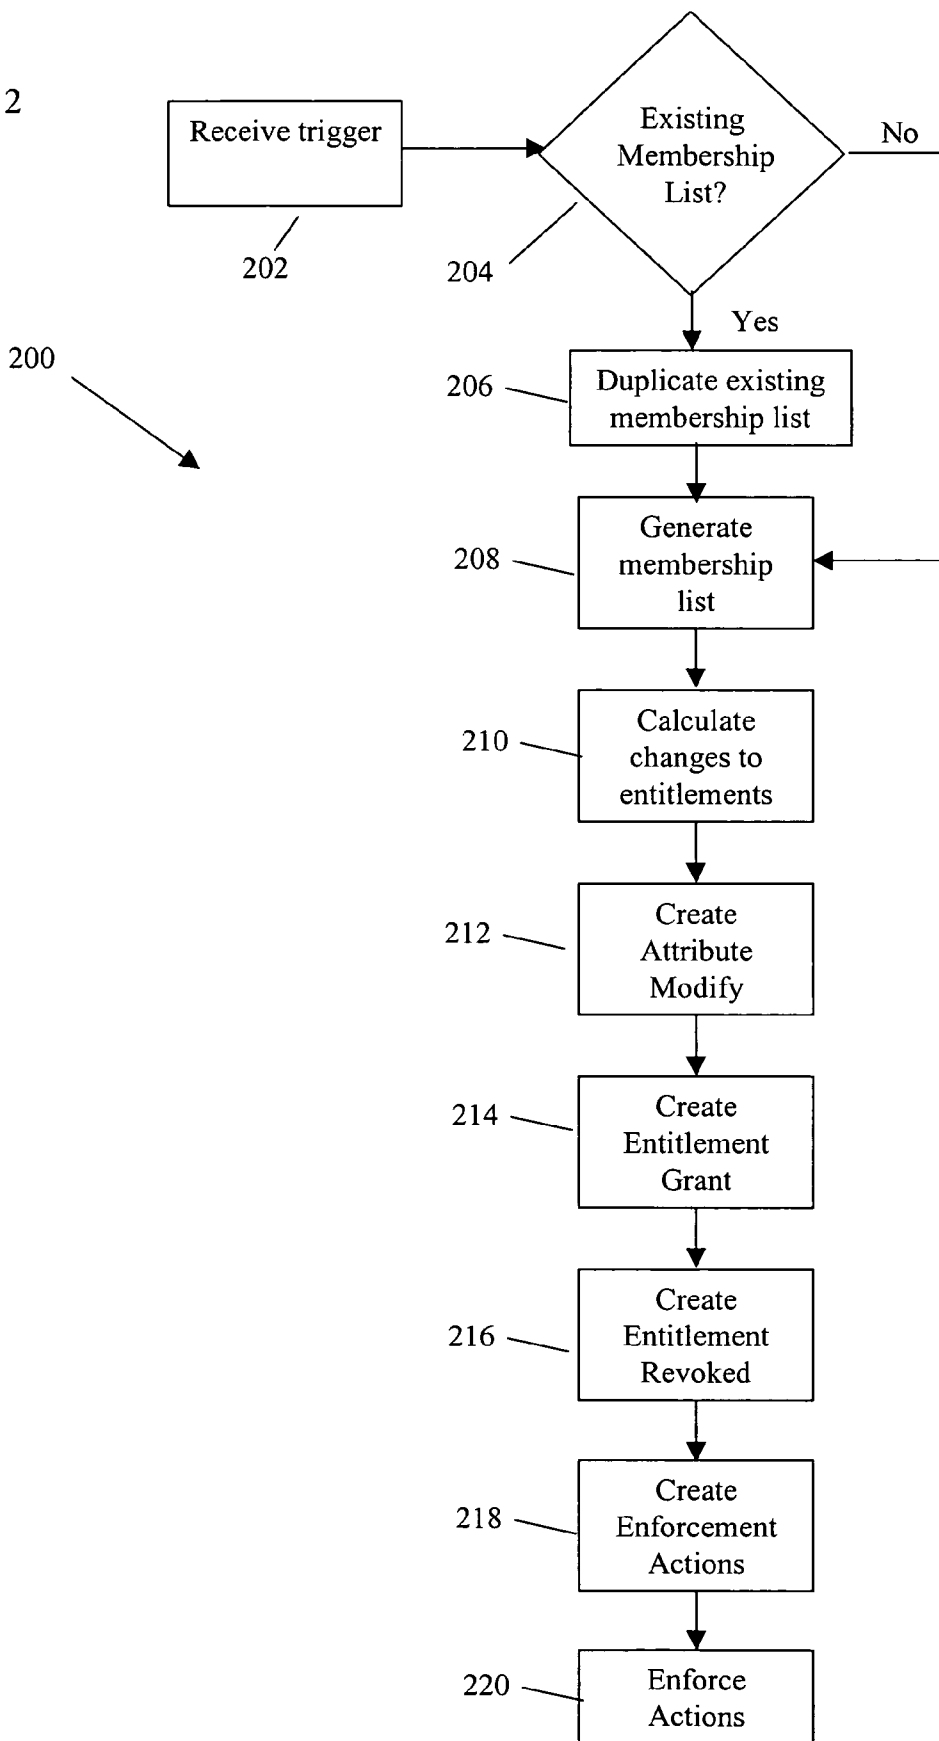 2
Receive trigger
Existing
Membership
List?
No
202
204
Yes
200
206
Duplicate existing
membership list
208
Generate
membership
list
210
Calculate
changes to
entitlements
212
Create
Attribute
Modify
214
Create
Entitlement
Grant
216
Create
Entitlement
Revoked
218
Create
Enforcement
Actions
220
Enforce
Actions